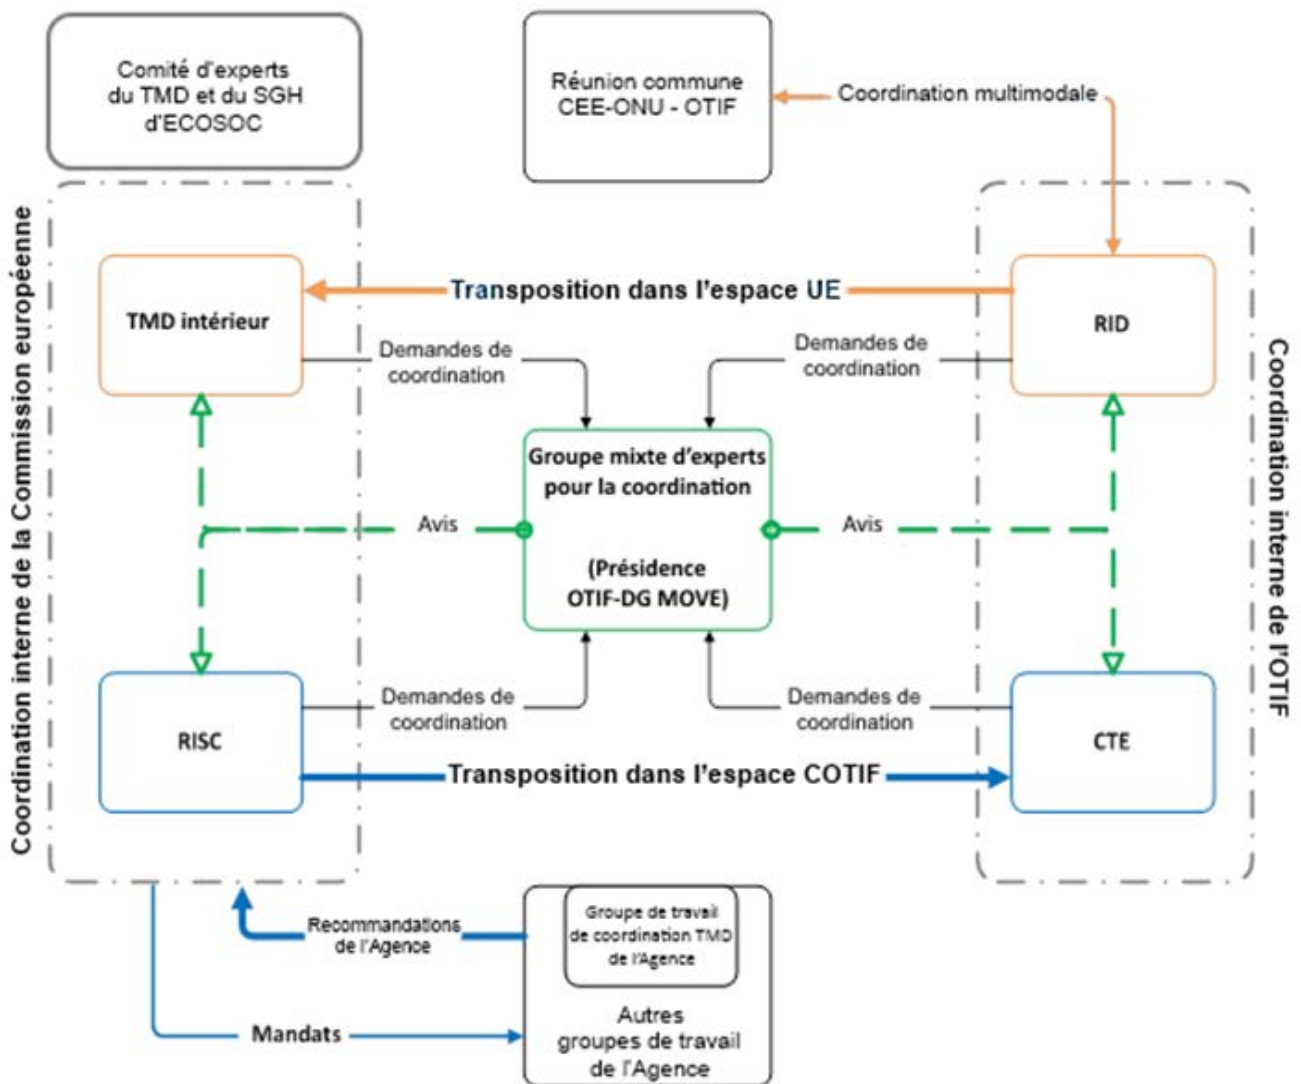 Comité d'experts
du TMD et du SGH
d'ECOSOC
Réunion commune
CEE-ONU - OTIF
Coordination multimodale
Coordination interne de la Commission européenne
TMD intérieur
Transposition dans l'espace UE
RID
Coordination interne de l'OTIF
Demandes de
coordination
Demandes de
coordination
Groupe mixte d'experts
pour la coordination
(Présidence
OTIF-DG MOVE)
Avis
Avis
RISC
Demandes de
coordination
Demandes de
coordination
CTE
Transposition dans l'espace COTIF
Recommandations
de l'Agence
Groupe de travail
de coordination TMD
de l'Agence
Mandats
Autres
groupes de travail
de l'Agence